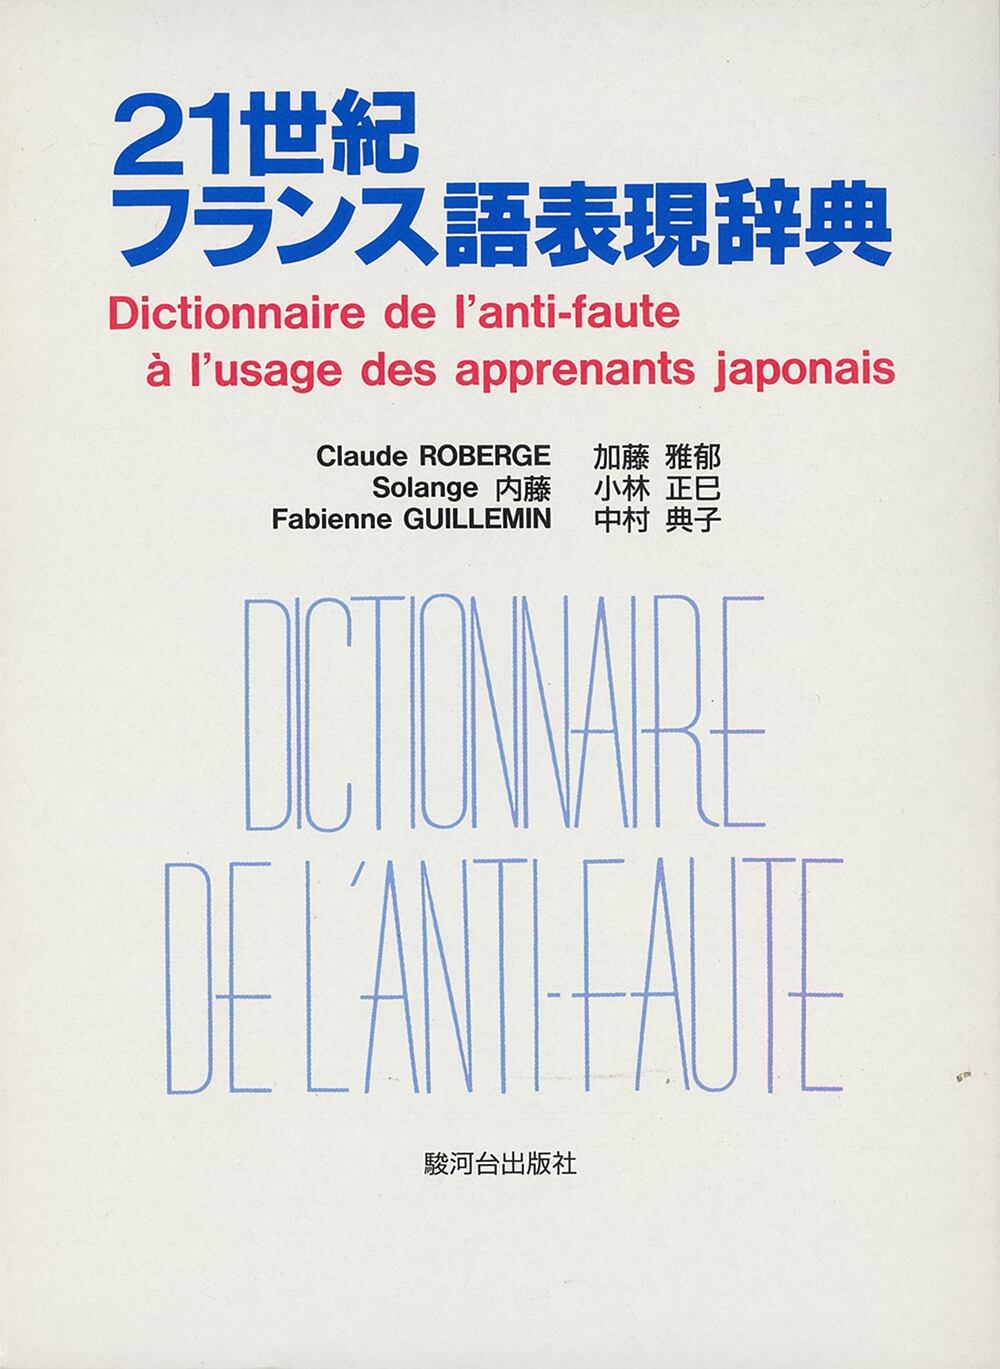 21世紀
フランス語表現辞典
Dictionnaire de l'anti-faute
à l'usage des apprenants japonais
Claude ROBERGE 加藤 雅郁
Solange 内藤 小林 正巳
Fabienne GUILLEMIN 中村 典子
DICTIONNAIRE
DE L'ANTI-FAUTE
駿河台出版社